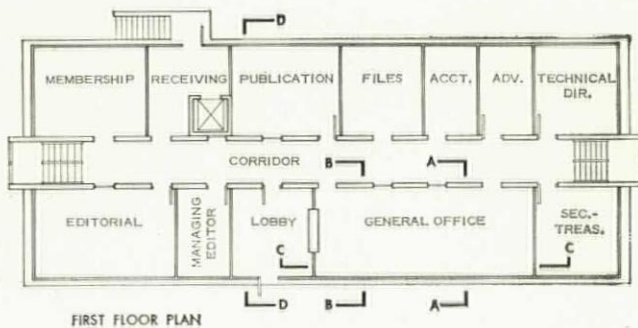 D
MEMBERSHIP
RECEIVING
PUBLICATION
FILES
ACCT.
ADV.
TECHNICAL
DIR.
CORRIDOR
B
A
EDITORIAL
MANAGING
EDITOR
LOBBY
GENERAL OFFICE
SEC.-
TREAS.
C
C
D
B
A
FIRST FLOOR PLAN